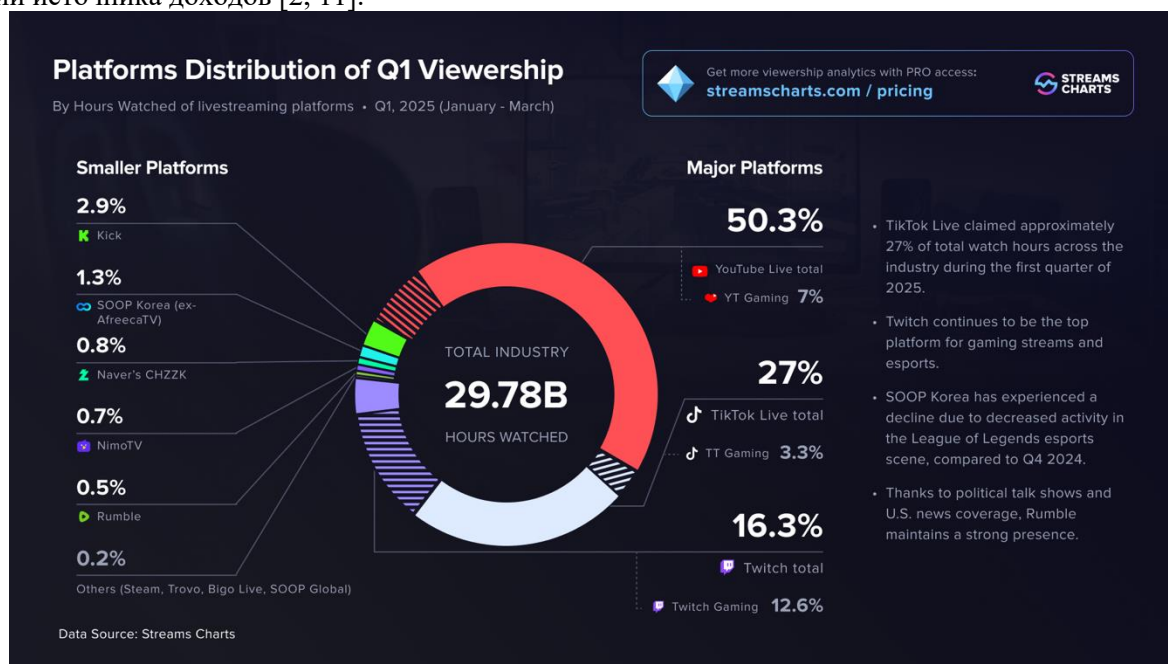 источника доходов [2, 11].
Platforms Distribution of Q1 Viewership
By Hours Watched of livestreaming platforms • Q1, 2025 (January - March)
Get more viewership analytics with PRO access:
streamscharts.com / pricing
STREAMS
CHARTS
Smaller Platforms
2.9%
Kick
1.3%
SOOP Korea (ex-
AfreecaTV)
0.8%
Naver's CHZZK
0.7%
NimoTV
0.5%
Rumble
0.2%
Others (Steam, Trovo, Bigo Live, SOOP Global)
TOTAL INDUSTRY
29.78B
HOURS WATCHED
Major Platforms
50.3%
YouTube Live total
YT Gaming 7%
27%
TikTok Live total
TT Gaming 3.3%
16.3%
Twitch total
Twitch Gaming 12.6%
• TikTok Live claimed approximately
27% of total watch hours across the
industry during the first quarter of
2025.
• Twitch continues to be the top
platform for gaming streams and
esports.
• SOOP Korea has experienced a
decline due to decreased activity in
the League of Legends esports
scene, compared to Q4 2024.
• Thanks to political talk shows and
U.S. news coverage, Rumble
maintains a strong presence.
Data Source: Streams Charts